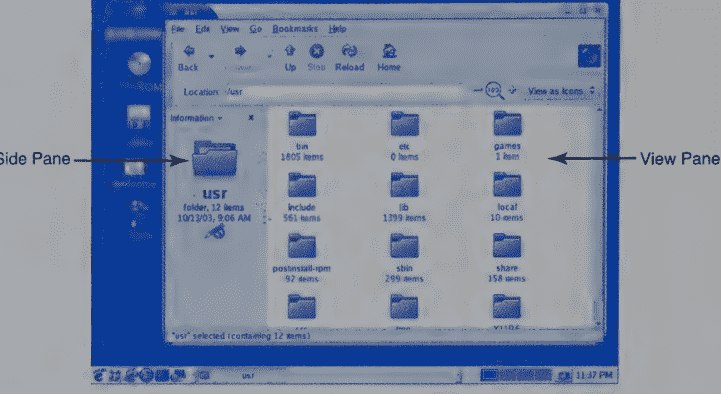 File Edit View Go Bookmarks Help
Back Up Stop Reload Home
Location: /usr 100 View as Icons
Information
bin etc games
1805 items 0 items 1 item
Side Pane View Pane
usr
folder, 12 items
10/13/03, 9:06 AM
include lib local
561 items 1399 items 10 items
postinstall-rpm sbin share
92 items 299 items 158 items
"usr" selected (containing 12 items)
usr 11:37 PM